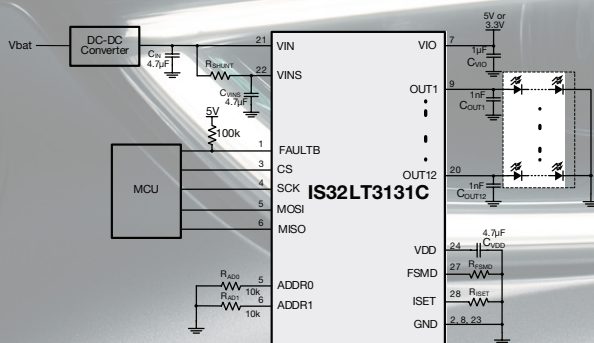 5V or
3.3V
Vbat
DC-DC
Converter
CIN
4.7µF
RSHUNT
CVINS
4.7µF
21
VIN
22
VINS
5V
100k
MCU
1
FAULTB
3
CS
4
SCK
5
MOSI
6
MISO
IS32LT3131C
RAD0
10k
5
ADDR0
RAD1
10k
6
ADDR1
VIO
7
1µF
CVIO
OUT1
9
1nF
COUT1
OUT12
20
1nF
COUT12
VDD
24
4.7µF
CVDD
FSMD
27
RFSMD
ISET
28
RISET
GND
2, 8, 23